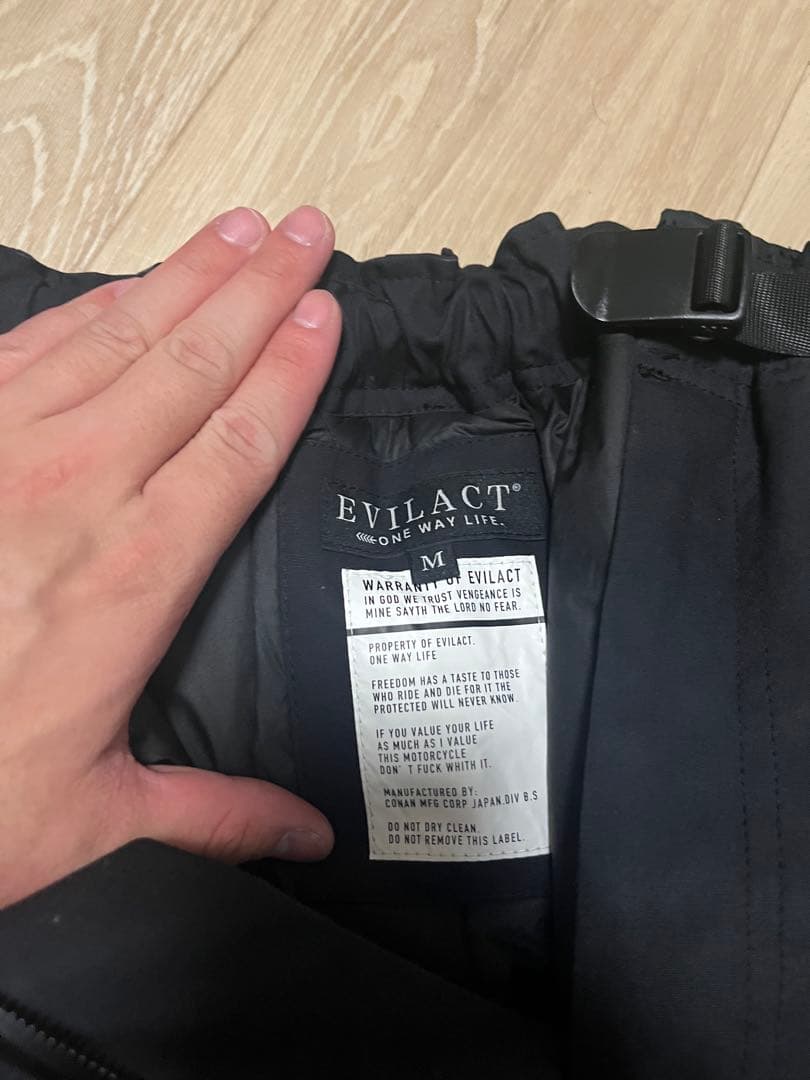 EVILACT®
ONE WAY LIFE.
M
WARRANTY OF EVILACT
IN GOD WE TRUST VENGEANCE IS
MINE SAYTH THE LORD NO FEAR.
PROPERTY OF EVILACT.
ONE WAY LIFE
FREEDOM HAS A TASTE TO THOSE
WHO RIDE AND DIE FOR IT THE
PROTECTED WILL NEVER KNOW.
IF YOU VALUE YOUR LIFE
AS MUCH AS I VALUE
THIS MOTORCYCLE
DON' T FUCK WHITH IT.
MANUFACTURED BY:
CONAN MFG CORP JAPAN.DIV B.S
DO NOT DRY CLEAN.
DO NOT REMOVE THIS LABEL.